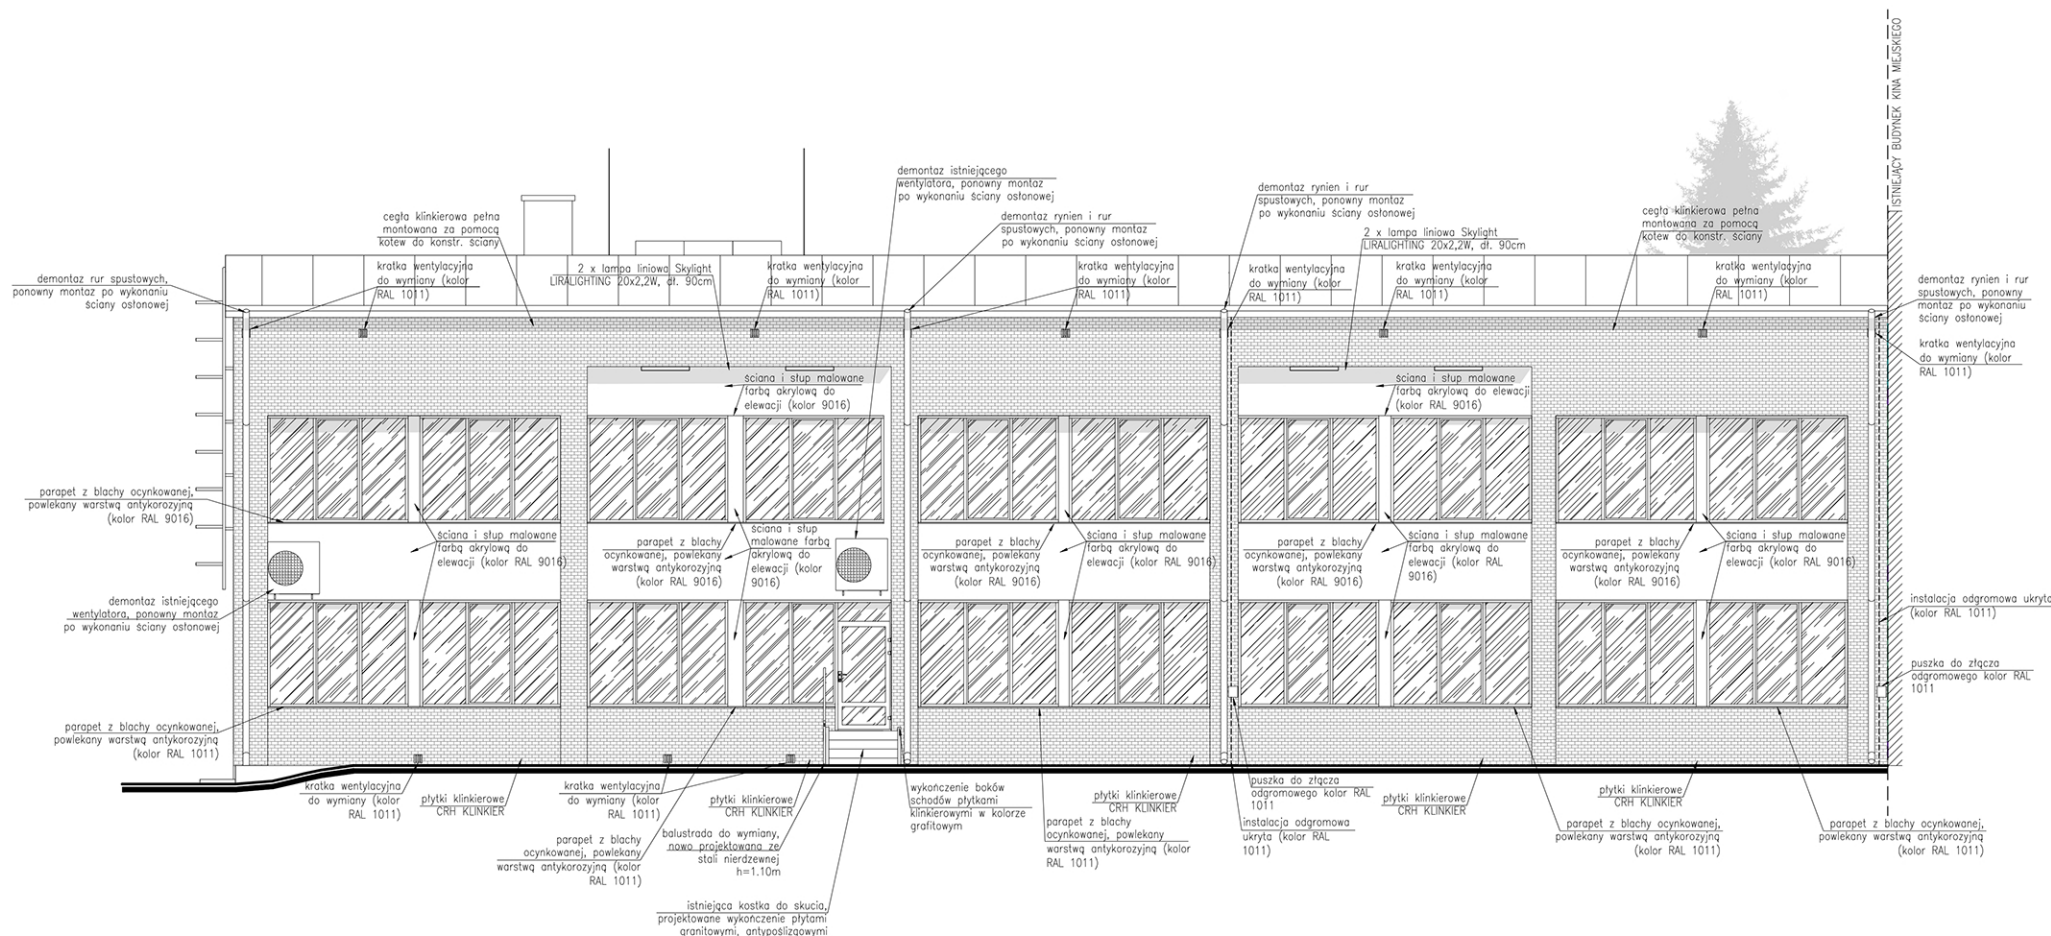 ISTNIEJĄCY BUDYNEK KINA MIEJSKIEGO
demontaz istniejącego
wentylatora, ponowny montaz
po wykonaniu ściany osłonowej
cegła klinkierowa pełna
montowana za pomocą
kotew do konstr. ściany
demontaz rynien i rur
spustowych, ponowny montaz
po wykonaniu ściany osłonowej
demontaz rynien i rur
spustowych, ponowny montaz
po wykonaniu ściany osłonowej
2 x lampa liniowa Skylight
LIRALIGHTING 20x2,2W, dł. 90cm
cegła klinkierowa pełna
montowana za pomocą
kotew do konstr. ściany
demontaz rur spustowych,
ponowny montaz po wykonaniu
ściany osłonowej
kratka wentylacyjna
do wymiany (kolor
RAL 1011)
2 x lampa liniowa Skylight
LIRALIGHTING 20x2,2W, dł. 90cm
kratka wentylacyjna
do wymiany (kolor
RAL 1011)
kratka wentylacyjna
do wymiany (kolor
RAL 1011)
kratka wentylacyjna
do wymiany (kolor
RAL 1011)
kratka wentylacyjna
do wymiany (kolor
RAL 1011)
kratka wentylacyjna
do wymiany (kolor
RAL 1011)
demontaz rynien i rur
spustowych, ponowny
montaz po wykonaniu
ściany osłonowej
kratka wentylacyjna
do wymiany (kolor
RAL 1011)
ściana i słup malowane
farbą akrylową do
elewacji (kolor 9016)
ściana i słup malowane
farbą akrylową do elewacji
(kolor RAL 9016)
parapet z blachy ocynkowanej,
powlekany warstwą antykorozyjną
(kolor RAL 9016)
ściana i słup malowane
farbą akrylową do
elewacji (kolor RAL 9016)
parapet z blachy
ocynkowanej, powlekany
warstwą antykorozyjną
(kolor RAL 9016)
ściana i słup
malowane farbą
akrylową do
elewacji (kolor
9016)
parapet z blachy
ocynkowanej, powlekany
warstwą antykorozyjną
(kolor RAL 9016)
ściana i słup malowane
farbą akrylową do
elewacji (kolor RAL 9016)
parapet z blachy
ocynkowanej, powlekany
warstwą antykorozyjną
(kolor RAL 9016)
ściana i słup malowane
farbą akrylową do
elewacji (kolor RAL
9016)
parapet z blachy
ocynkowanej, powlekany
warstwą antykorozyjną
(kolor RAL 9016)
ściana i słup malowane
farbą akrylową do
elewacji (kolor RAL 9016)
demontaz istniejącego
wentylatora, ponowny montaz
po wykonaniu ściany osłonowej
instalacja odgromowa ukryta
(kolor RAL 1011)
puszka do złącza
odgromowego kolor RAL
1011
parapet z blachy ocynkowanej,
powlekany warstwą antykorozyjną
(kolor RAL 1011)
kratka wentylacyjna
do wymiany (kolor
RAL 1011)
płytki klinkierowe
CRH KLINKIER
kratka wentylacyjna
do wymiany (kolor
RAL 1011)
płytki klinkierowe
CRH KLINKIER
wykończenie boków
schodów płytkami
klinkierowymi w kolorze
grafitowym
płytki klinkierowe
CRH KLINKIER
puszka do złącza
odgromowego kolor RAL
1011
płytki klinkierowe
CRH KLINKIER
płytki klinkierowe
CRH KLINKIER
parapet z blachy
ocynkowanej, powlekany
warstwą antykorozyjną (kolor
RAL 1011)
balustrada do wymiany,
nowo projektowana ze
stali nierdzewnej
h=1.10m
parapet z blachy
ocynkowanej, powlekany
warstwą antykorozyjną (kolor
RAL 1011)
instalacja odgromowa
ukryta (kolor RAL
1011)
parapet z blachy ocynkowanej,
powlekany warstwą antykorozyjną
(kolor RAL 1011)
parapet z blachy ocynkowanej,
powlekany warstwą antykorozyjną
(kolor RAL 1011)
istniejąca kostka do skucia,
projektowane wykończenie płytami
granitowymi, antypoślizgowymi